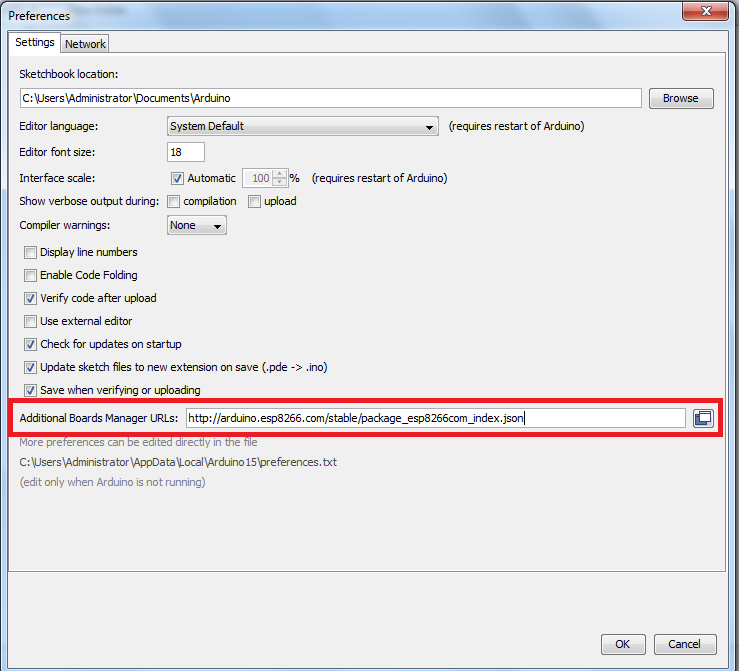 Preferences
Settings Network
Sketchbook location:
C:\Users\Administrator\Documents\Arduino Browse
Editor language: System Default (requires restart of Arduino)
Editor font size: 18
Interface scale: Automatic 100 % (requires restart of Arduino)
Show verbose output during: compilation upload
Compiler warnings: None
Display line numbers
Enable Code Folding
Verify code after upload
Use external editor
Check for updates on startup
Update sketch files to new extension on save (.pde -> .ino)
Save when verifying or uploading
Additional Boards Manager URLs: http://arduino.esp8266.com/stable/package_esp8266com_index.json
More preferences can be edited directly in the file
C:\Users\Administrator\AppData\Local\Arduino15\preferences.txt
(edit only when Arduino is not running)
OK Cancel